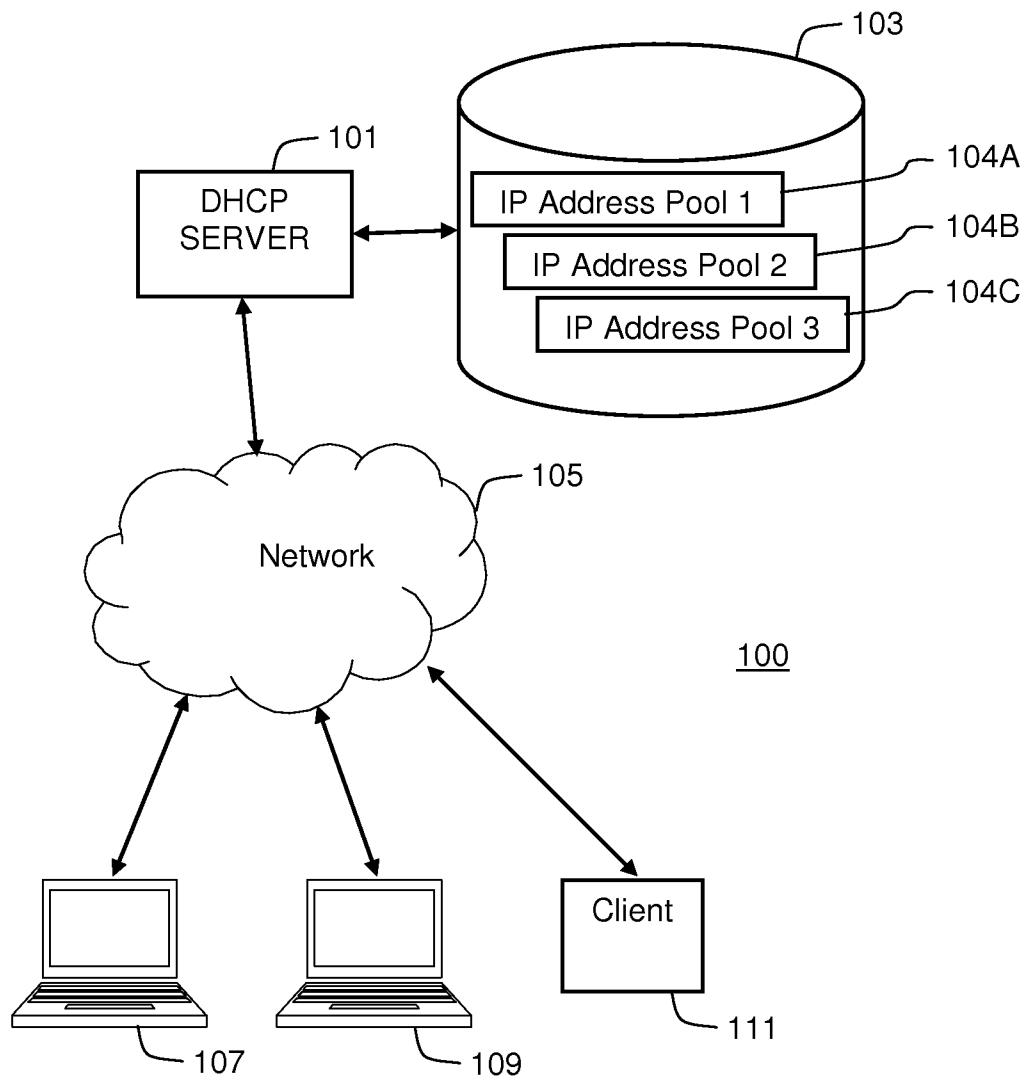 103
101
104A
DHCP
SERVER
IP Address Pool 1
104B
IP Address Pool 2
104C
IP Address Pool 3
105
Network
100
Client
111
107
109